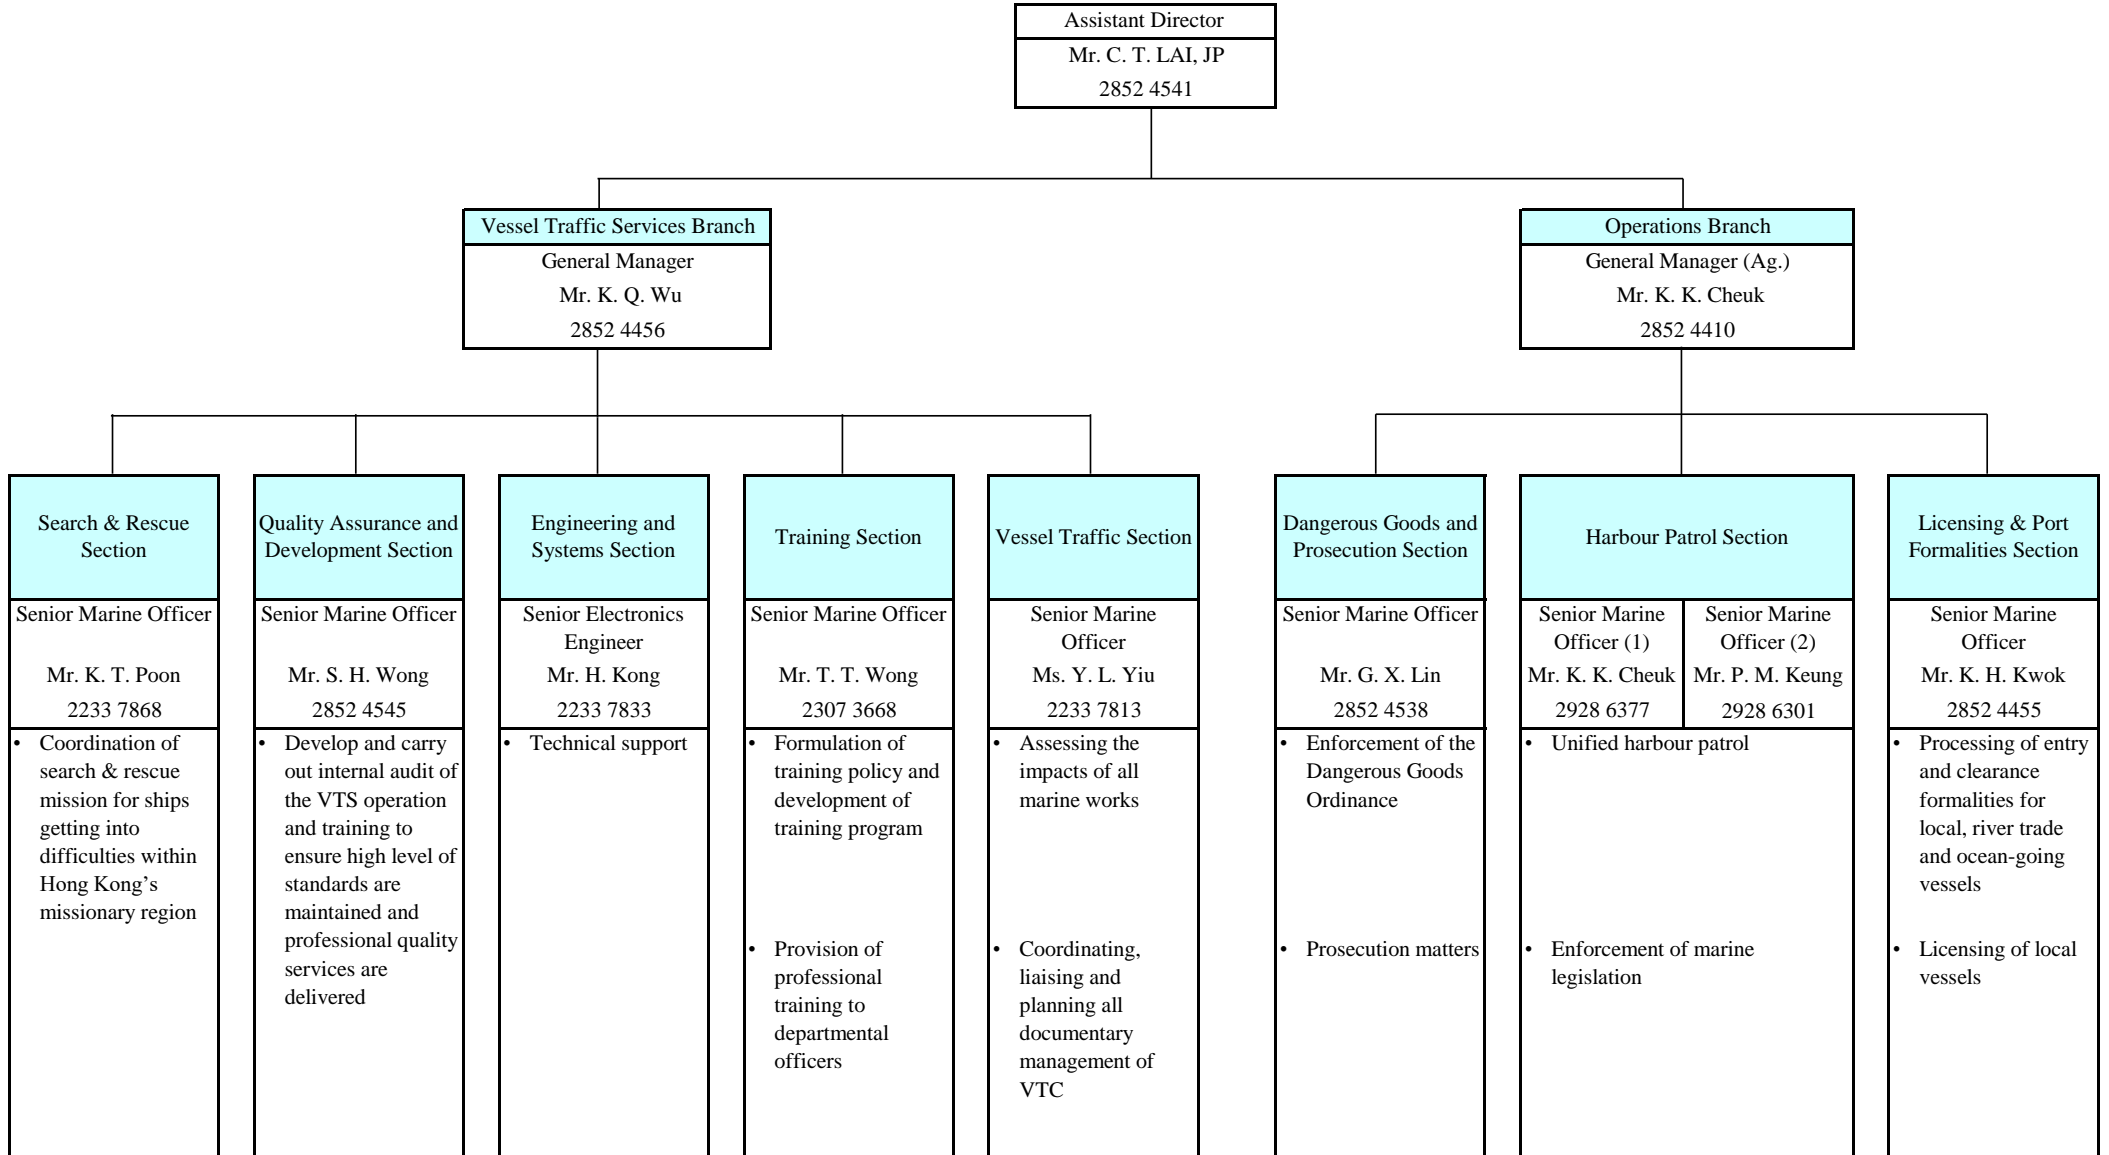 Assistant Director
Mr. C. T. LAI, JP
2852 4541
Vessel Traffic Services Branch
General Manager
Mr. K. Q. Wu
2852 4456
Operations Branch
General Manager (Ag.)
Mr. K. K. Cheuk
2852 4410
Search & Rescue
Section
Senior Marine Officer
Mr. K. T. Poon
2233 7868
• Coordination of
search & rescue
mission for ships
getting into
difficulties within
Hong Kong’s
missionary region
Quality Assurance and
Development Section
Senior Marine Officer
Mr. S. H. Wong
2852 4545
• Develop and carry
out internal audit of
the VTS operation
and training to
ensure high level of
standards are
maintained and
professional quality
services are
delivered
Engineering and
Systems Section
Senior Electronics
Engineer
Mr. H. Kong
2233 7833
• Technical support
Training Section
Senior Marine Officer
Mr. T. T. Wong
2307 3668
• Formulation of
training policy and
development of
training program
• Provision of
professional
training to
departmental
officers
Vessel Traffic Section
Senior Marine
Officer
Ms. Y. L. Yiu
2233 7813
• Assessing the
impacts of all
marine works
• Coordinating,
liaising and
planning all
documentary
management of
VTC
Dangerous Goods and
Prosecution Section
Senior Marine Officer
Mr. G. X. Lin
2852 4538
• Enforcement of the
Dangerous Goods
Ordinance
• Prosecution matters
Harbour Patrol Section
Senior Marine
Officer (1)
Mr. K. K. Cheuk
2928 6377
Senior Marine
Officer (2)
Mr. P. M. Keung
2928 6301
• Unified harbour patrol
• Enforcement of marine
legislation
Licensing & Port
Formalities Section
Senior Marine
Officer
Mr. K. H. Kwok
2852 4455
• Processing of entry
and clearance
formalities for
local, river trade
and ocean-going
vessels
• Licensing of local
vessels